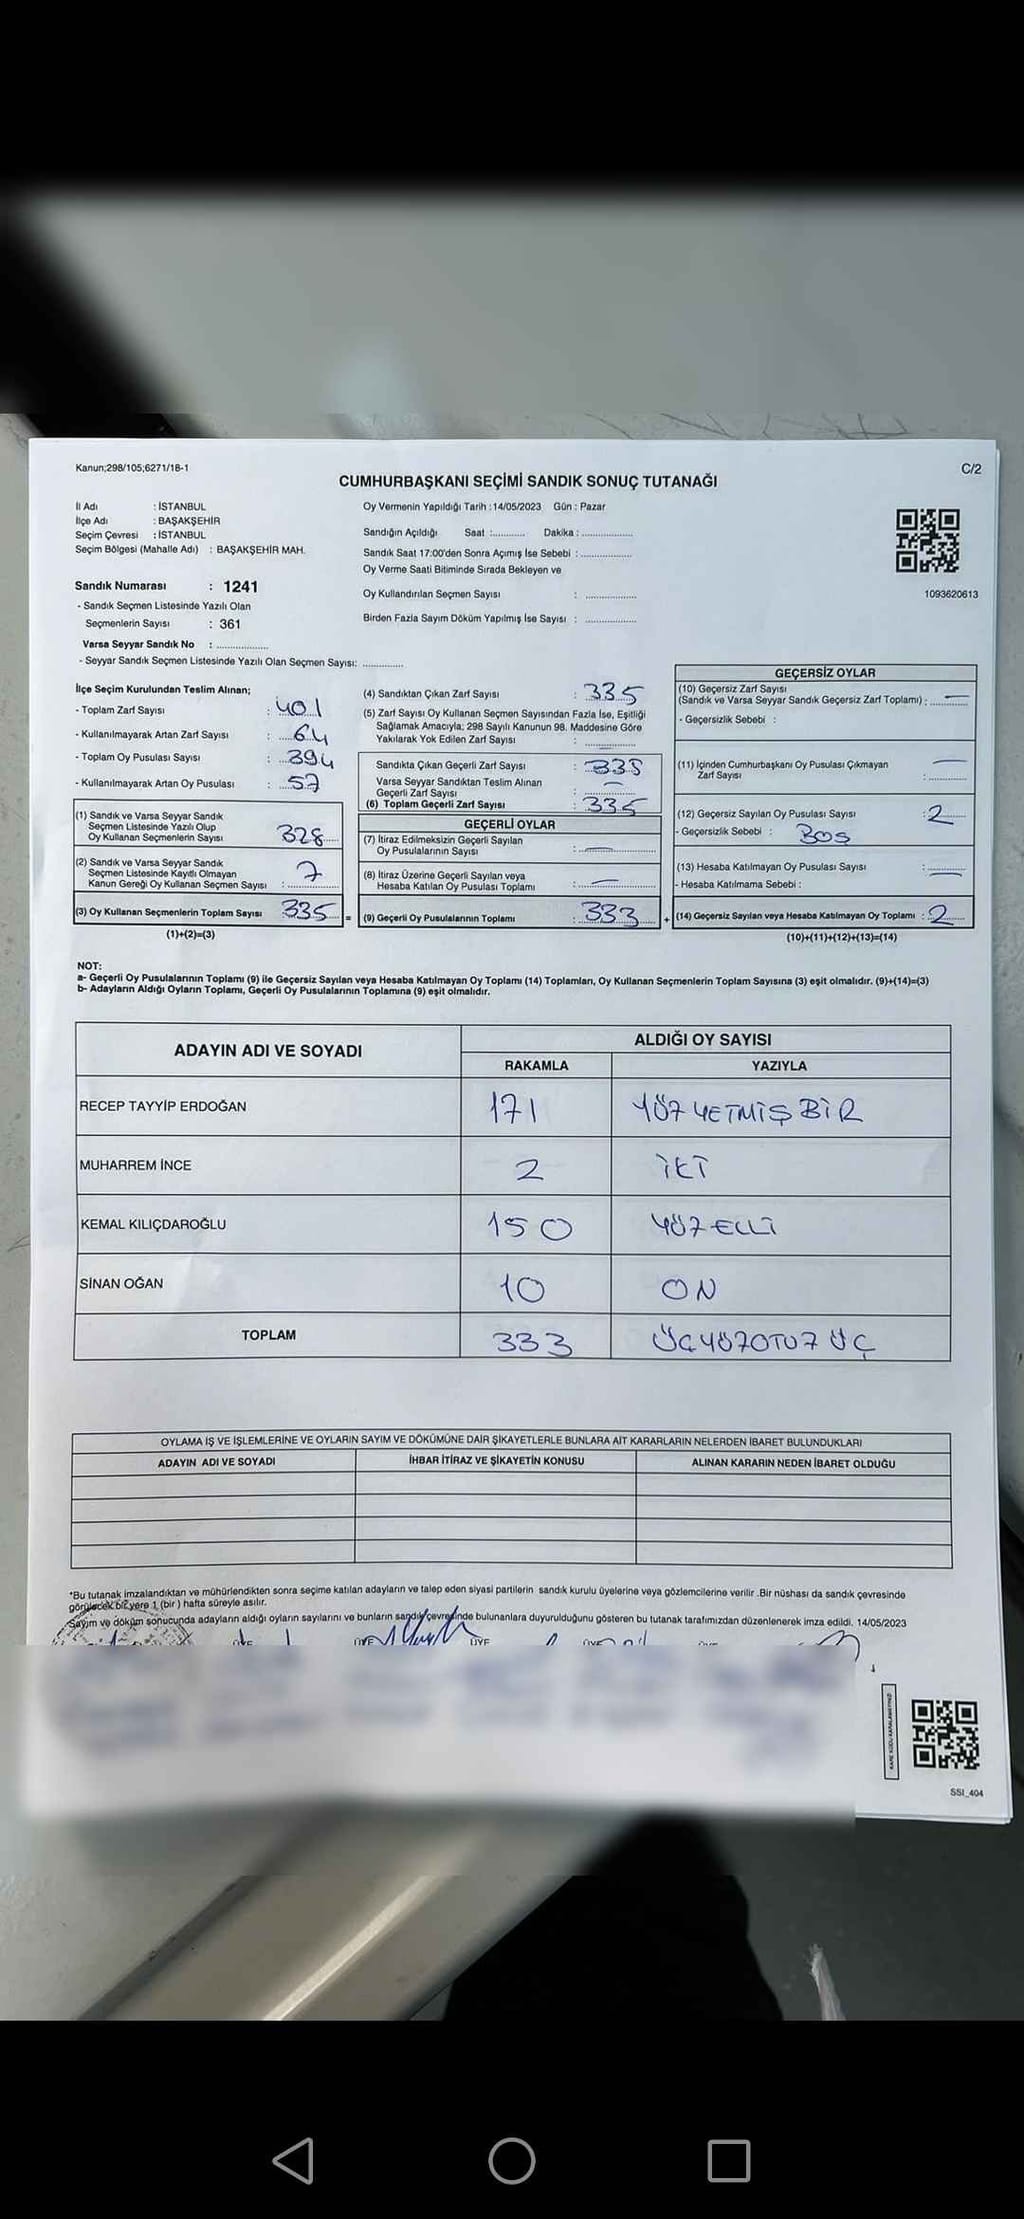 Kanun;298/105;6271/18-1
C/2
CUMHURBAŞKANI SEÇİMİ SANDIK SONUÇ TUTANAĞI
İl Adı : İSTANBUL
İlçe Adı : BAŞAKŞEHİR
Seçim Çevresi : İSTANBUL
Seçim Bölgesi (Mahalle Adı) : BAŞAKŞEHİR MAH.
Sandık Numarası : 1241
- Sandık Seçmen Listesinde Yazılı Olan
Seçmenlerin Sayısı : 361
Varsa Seyyar Sandık No : ...............
- Seyyar Sandık Seçmen Listesinde Yazılı Olan Seçmen Sayısı: ............
Oy Vermenin Yapıldığı Tarih :14/05/2023 Gün : Pazar
Sandığın Açıldığı Saat :........... Dakika : ...............
Sandık Saat 17:00'den Sonra Açımış İse Sebebi : ...............
Oy Verme Saati Bitiminde Sırada Bekleyen ve
Oy Kullandırılan Seçmen Sayısı : ...............
Birden Fazla Sayım Döküm Yapılmış İse Sayısı : ...............
1093620613
İlçe Seçim Kurulundan Teslim Alınan;
- Toplam Zarf Sayısı : 401
- Kullanılmayarak Artan Zarf Sayısı : 64
- Toplam Oy Pusulası Sayısı : 394
- Kullanılmayarak Artan Oy Pusulası : 57
(1) Sandık ve Varsa Seyyar Sandık
Seçmen Listesinde Yazılı Olup
Oy Kullanan Seçmenlerin Sayısı 328
(2) Sandık ve Varsa Seyyar Sandık
Seçmen Listesinde Kayıtlı Olmayan
Kanun Gereği Oy Kullanan Seçmen Sayısı : 7
(3) Oy Kullanan Seçmenlerin Toplam Sayısı 335 =
(1)+(2)=(3)
(4) Sandıktan Çıkan Zarf Sayısı : 335
(5) Zarf Sayısı Oy Kullanan Seçmen Sayısından Fazla İse, Eşitliği
Sağlamak Amacıyla; 298 Sayılı Kanunun 98. Maddesine Göre
Yakılarak Yok Edilen Zarf Sayısı : ...............
Sandıkta Çıkan Geçerli Zarf Sayısı : 335
Varsa Seyyar Sandıktan Teslim Alınan
Geçerli Zarf Sayısı : —
(6) Toplam Geçerli Zarf Sayısı : 335
GEÇERLİ OYLAR
(7) İtiraz Edilmeksizin Geçerli Sayılan
Oy Pusulalarının Sayısı : —
(8) İtiraz Üzerine Geçerli Sayılan veya
Hesaba Katılan Oy Pusulası Toplamı : —
(9) Geçerli Oy Pusulalarının Toplamı : 333 +
GEÇERSİZ OYLAR
(10) Geçersiz Zarf Sayısı
(Sandık ve Varsa Seyyar Sandık Geçersiz Zarf Toplamı) : —
- Geçersizlik Sebebi :
(11) İçinden Cumhurbaşkanı Oy Pusulası Çıkmayan
Zarf Sayısı : —
(12) Geçersiz Sayılan Oy Pusulası Sayısı : 2
- Geçersizlik Sebebi : BOŞ
(13) Hesaba Katılmayan Oy Pusulası Sayısı : —
- Hesaba Katılmama Sebebi :
(14) Geçersiz Sayılan veya Hesaba Katılmayan Oy Toplamı : 2
(10)+(11)+(12)+(13)=(14)
NOT:
a- Geçerli Oy Pusulalarının Toplamı (9) ile Geçersiz Sayılan veya Hesaba Katılmayan Oy Toplamı (14) Toplamları, Oy Kullanan Seçmenlerin Toplam Sayısına (3) eşit olmalıdır. (9)+(14)=(3)
b- Adayların Aldığı Oyların Toplamı, Geçerli Oy Pusulalarının Toplamına (9) eşit olmalıdır.
ADAYIN ADI VE SOYADI ALDIĞI OY SAYISI
RAKAMLA YAZIYLA
RECEP TAYYİP ERDOĞAN 171 YÜZ YETMİŞ BİR
MUHARREM İNCE 2 İKİ
KEMAL KILIÇDAROĞLU 150 YÜZ ELLİ
SİNAN OĞAN 10 ON
TOPLAM 333 ÜÇ YÜZ OTUZ ÜÇ
OYLAMA İŞ VE İŞLEMLERİNE VE OYLARIN SAYIM VE DÖKÜMÜNE DAİR ŞİKAYETLERLE BUNLARA AİT KARARLARIN NELERDEN İBARET BULUNDUKLARI
ADAYIN ADI VE SOYADI İHBAR İTİRAZ VE ŞİKAYETİN KONUSU ALINAN KARARIN NEDEN İBARET OLDUĞU
*Bu tutanak imzalandıktan ve mühürlendikten sonra seçime katılan adayların ve talep eden siyasi partilerin sandık kurulu üyelerine veya gözlemcilerine verilir .Bir nüshası da sandık çevresinde
görülecek bir yere 1 (bir ) hafta süreyle asılır.
Sayım ve döküm sonucunda adayların aldığı oyların sayılarını ve bunların sandık çevresinde bulunanlara duyurulduğunu gösteren bu tutanak tarafımızdan düzenlenerek imza edildi. 14/05/2023
ÜYE
SSI_404